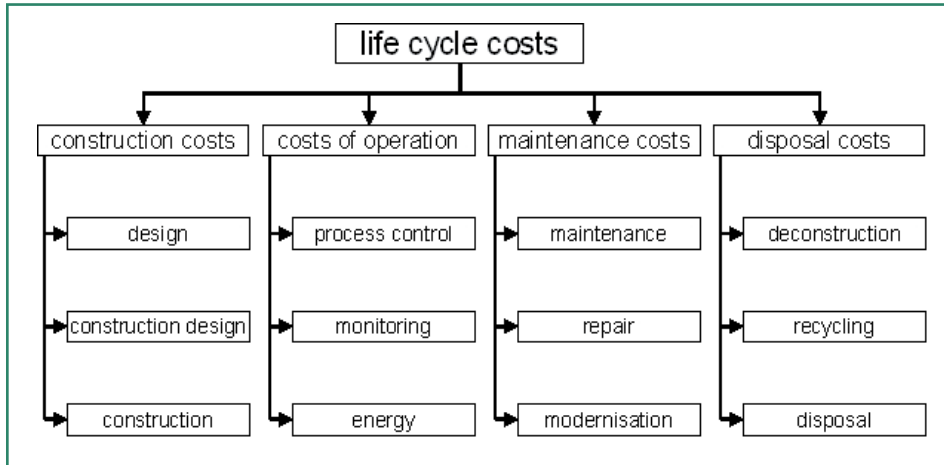 life cycle costs
construction costs
costs of operation
maintenance costs
disposal costs
design
process control
maintenance
deconstruction
construction design
monitoring
repair
recycling
construction
energy
modernisation
disposal